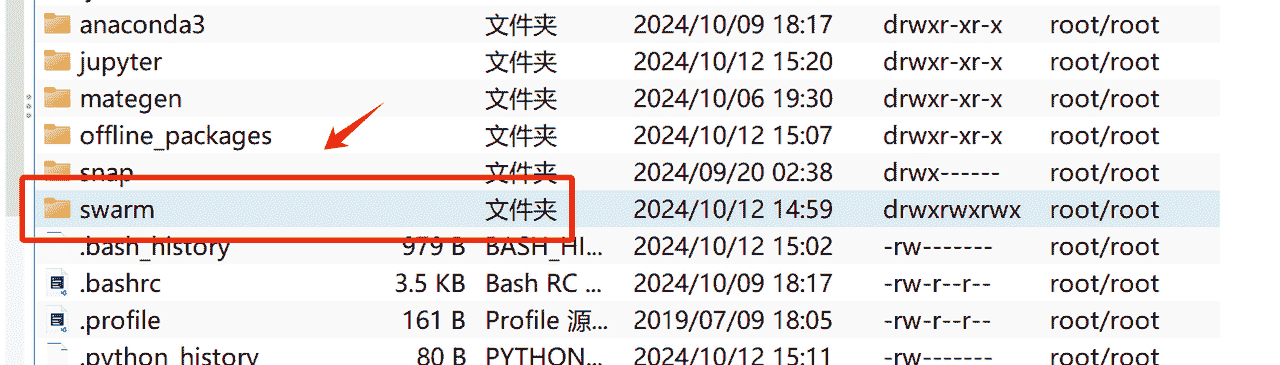 anaconda3 文件夹 2024/10/09 18:17 drwxr-xr-x root/root
jupyter 文件夹 2024/10/12 15:20 drwxr-xr-x root/root
mategen 文件夹 2024/10/06 19:30 drwxr-xr-x root/root
offline_packages 文件夹 2024/10/12 15:07 drwxr-xr-x root/root
snap 文件夹 2024/09/20 02:38 drwx------ root/root
swarm 文件夹 2024/10/12 14:59 drwxrwxrwx root/root
.bash_history 979 B BASH_HI... 2024/10/12 15:02 -rw------- root/root
.bashrc 3.5 KB Bash RC ... 2024/10/09 18:17 -rw-r--r-- root/root
.profile 161 B Profile 源... 2019/07/09 18:05 -rw-r--r-- root/root
.python_history 80 B PYTHON... 2024/10/12 15:11 -rw------- root/root